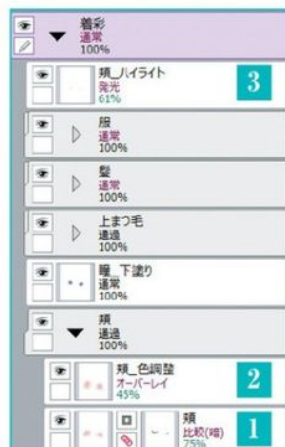 着彩
通常
100%
頬_ハイライト
発光
61%
3
服
通常
100%
髪
通常
100%
上まつ毛
通過
100%
瞳_下塗り
通常
100%
頬
通過
100%
頬_色調整
オーバーレイ
45%
2
頬
比較(暗)
75%
1